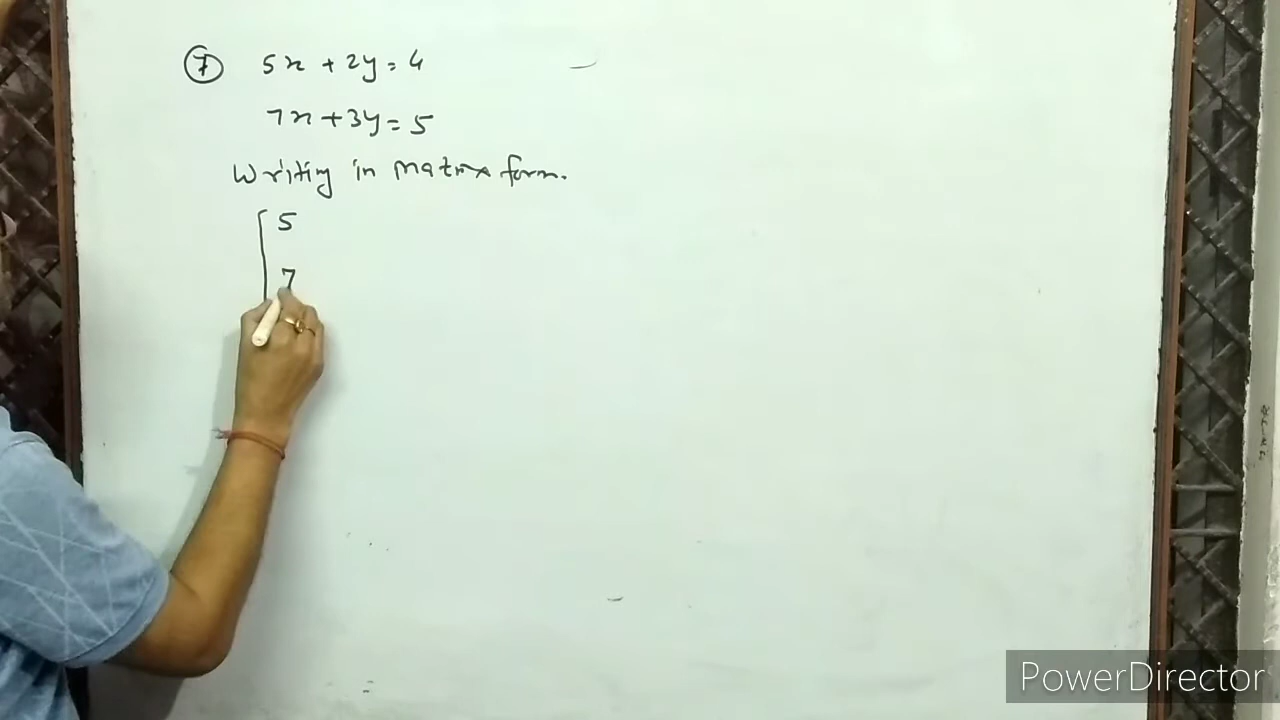 7 5x + 2y = 4
7x + 3y = 5
Writing in matrix form.
5
7
PowerDirector